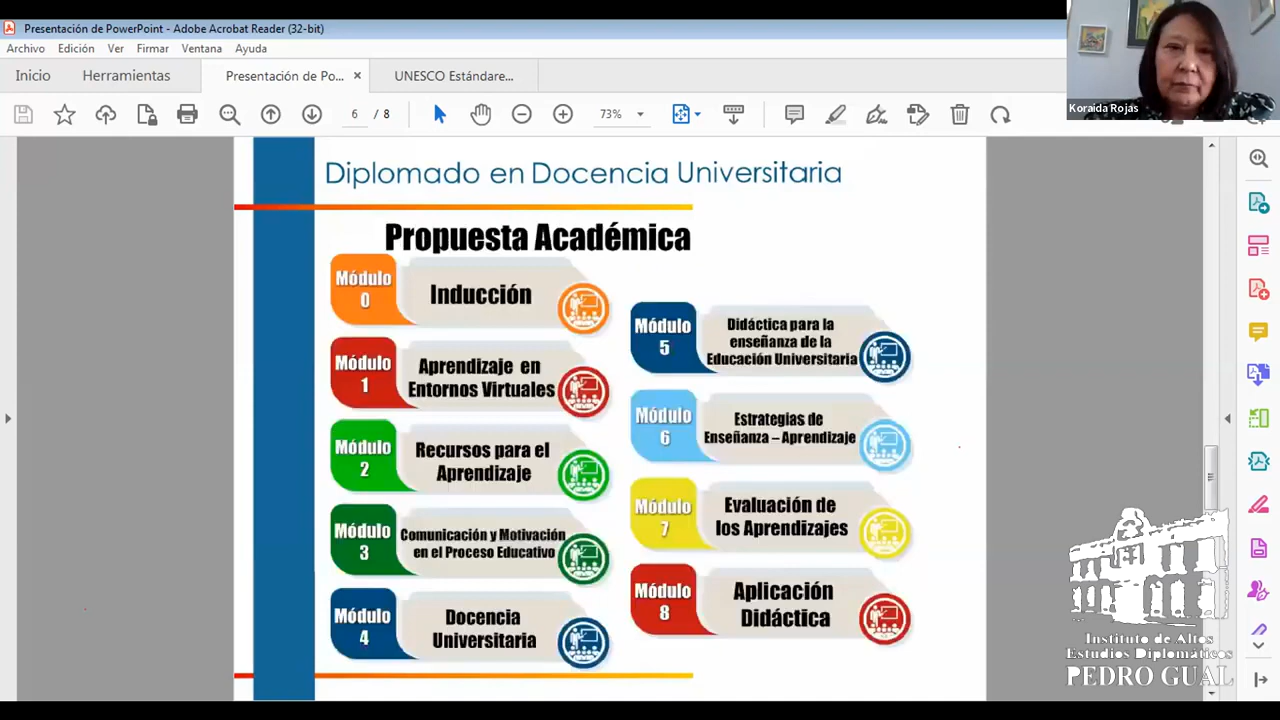 Presentación de PowerPoint - Adobe Acrobat Reader (32-bit)
Archivo Edición Ver Firmar Ventana Ayuda
Inicio Herramientas Presentación de Po... × UNESCO Estándare...
6 / 8 73%
Koraida Rojas
Diplomado en Docencia Universitaria
Propuesta Académica
Módulo
0
Inducción
Módulo
1
Aprendizaje en
Entornos Virtuales
Módulo
2
Recursos para el
Aprendizaje
Módulo
3
Comunicación y Motivación
en el Proceso Educativo
Módulo
4
Docencia
Universitaria
Módulo
5
Didáctica para la
enseñanza de la
Educación Universitaria
Módulo
6
Estrategias de
Enseñanza – Aprendizaje
Módulo
7
Evaluación de
los Aprendizajes
Módulo
8
Aplicación
Didáctica
Instituto de Altos
Estudios Diplomáticos
PEDRO GUAL